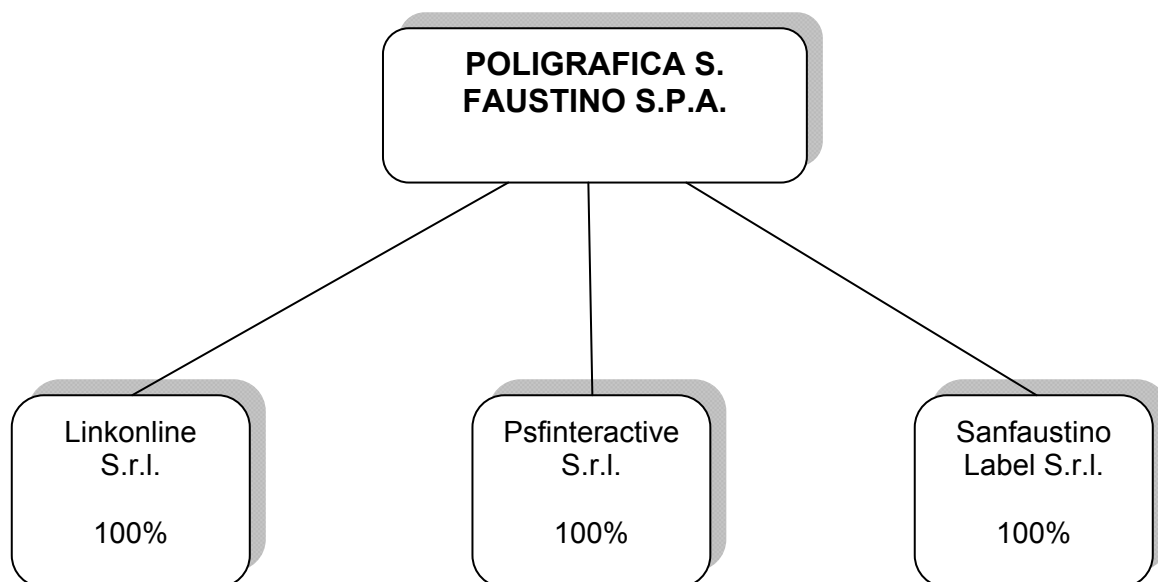 POLIGRAFICA S.
FAUSTINO S.P.A.
Linkonline
S.r.l.
100%
Psfinteractive
S.r.l.
100%
Sanfaustino
Label S.r.l.
100%